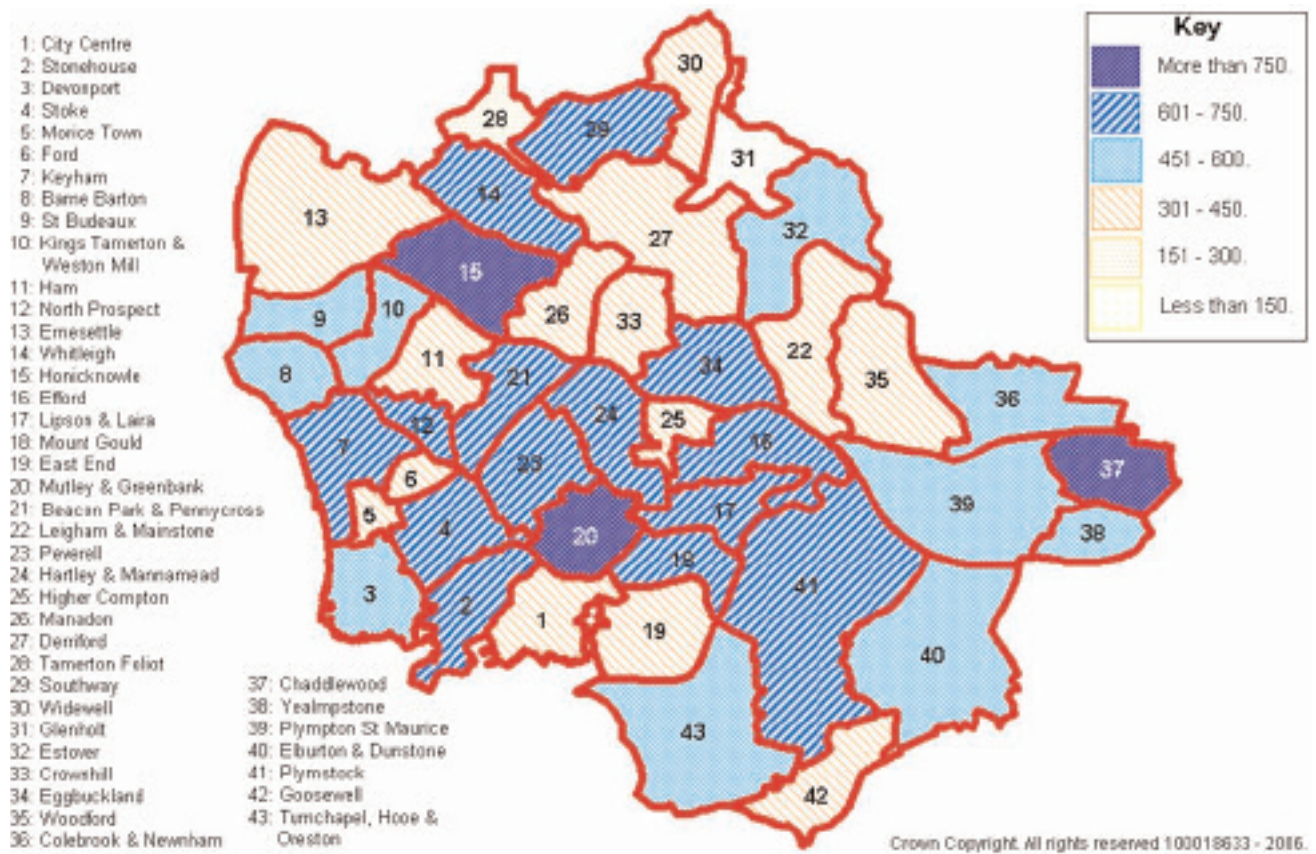 1: City Centre
2: Stonehouse
3: Devonport
4: Stoke
5: Morice Town
6: Ford
7: Keyham
8: Barne Barton
9: St Budeaux
10: Kings Tamerton &
Weston Mill
11: Ham
12: North Prospect
13: Ernesettle
14: Whitleigh
15: Honicknowle
16: Efford
17: Lipson & Laira
18: Mount Gould
19: East End
20: Mutley & Greenbank
21: Beacon Park & Pennycross
22: Leigham & Mainstone
23: Peverell
24: Hartley & Mannamead
25: Higher Compton
26: Manadon
27: Derriford
28: Tamerton Foliot
29: Southway
30: Widewell
31: Glenholt
32: Estover
33: Crownhill
34: Eggbuckland
35: Woodford
36: Colebrook & Newnham
37: Chaddlewood
38: Yealmpstone
39: Plympton St Maurice
40: Elburton & Dunstone
41: Plymstock
42: Goosewell
43: Turnchapel, Hooe &
Oreston
30
28
29
31
14
13
27
32
15
26
33
10
9
11
22
8
21
34
35
36
24
25
12
7
16
37
23
6
39
5
17
4
20
38
18
41
3
2
1
19
40
43
42
Key
More than 750.
601 - 750.
451 - 600.
301 - 450.
151 - 300.
Less than 150.
Crown Copyright. All rights reserved 100018633 - 2006.